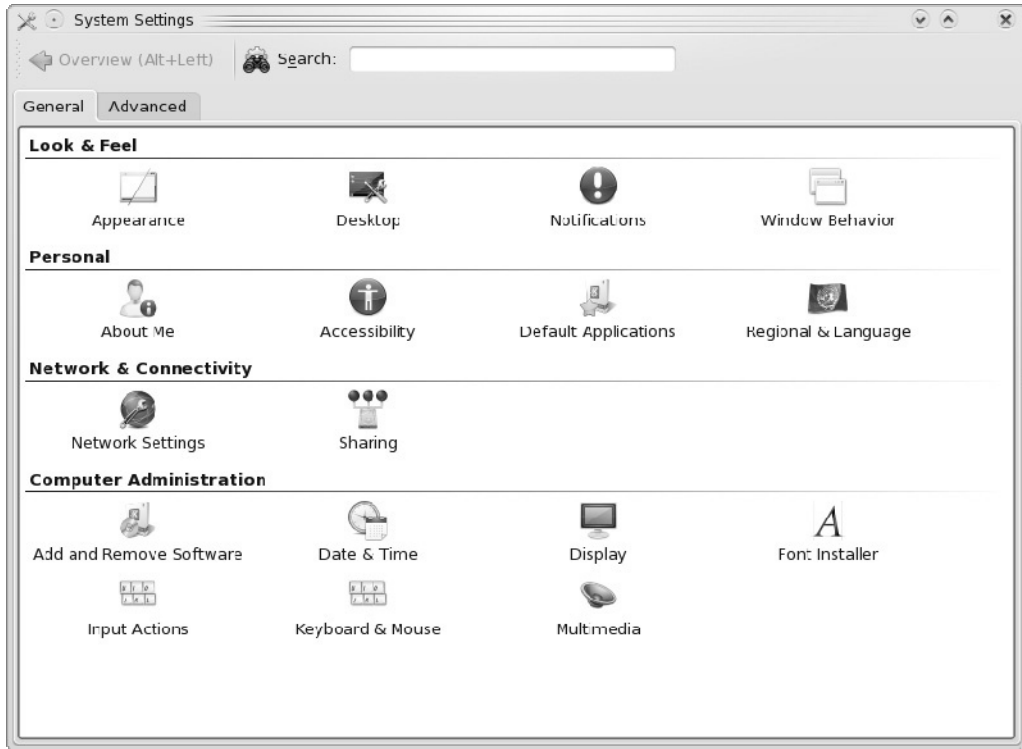 System Settings
Overview (Alt+Left) Search:
General Advanced
Look & Feel
Appearance Desktop Notifications Window Behavior
Personal
About Me Accessibility Default Applications Regional & Language
Network & Connectivity
Network Settings Sharing
Computer Administration
Add and Remove Software Date & Time Display Font Installer
Input Actions Keyboard & Mouse Multimedia